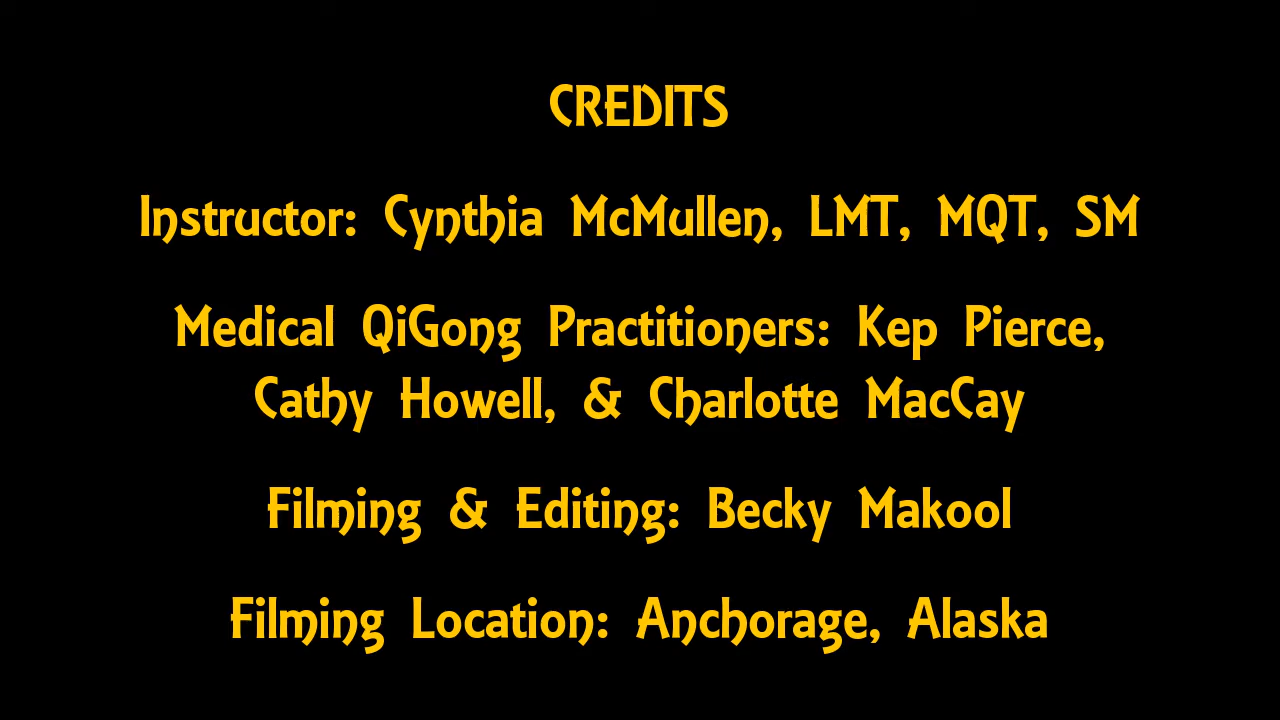 CREDITS
Instructor: Cynthia McMullen, LMT, MQT, SM
Medical QiGong Practitioners: Kep Pierce,
Cathy Howell, & Charlotte MacCay
Filming & Editing: Becky Makool
Filming Location: Anchorage, Alaska